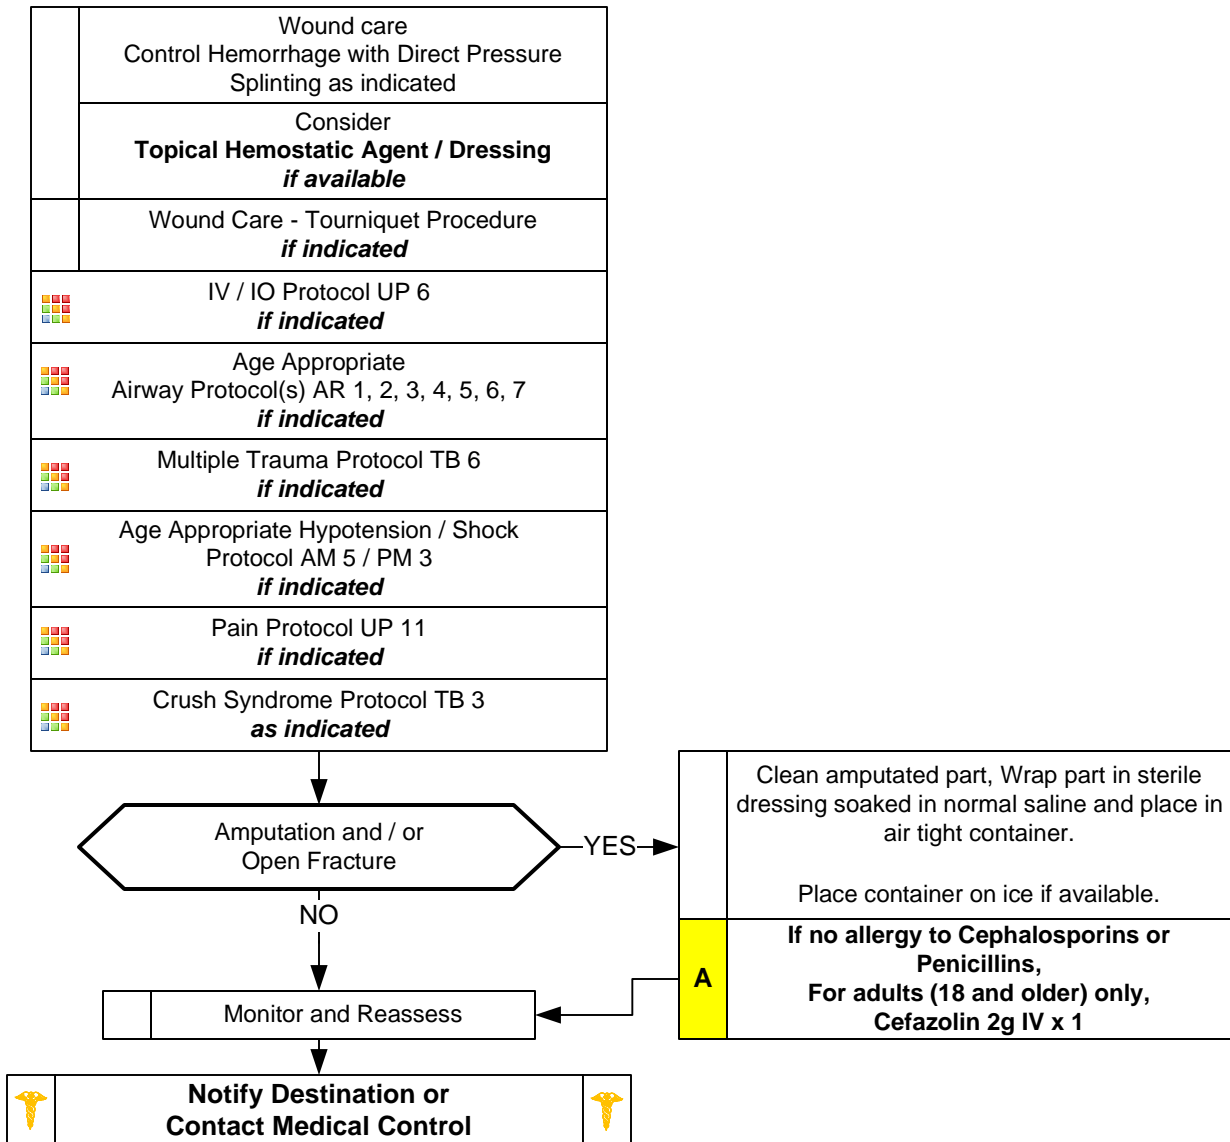 Wound care
Control Hemorrhage with Direct Pressure
Splinting as indicated
Consider
Topical Hemostatic Agent / Dressing
if available
Wound Care - Tourniquet Procedure
if indicated
IV / IO Protocol UP 6
if indicated
Age Appropriate
Airway Protocol(s) AR 1, 2, 3, 4, 5, 6, 7
if indicated
Multiple Trauma Protocol TB 6
if indicated
Age Appropriate Hypotension / Shock
Protocol AM 5 / PM 3
if indicated
Pain Protocol UP 11
if indicated
Crush Syndrome Protocol TB 3
as indicated
Amputation and / or
Open Fracture
YES
Clean amputated part, Wrap part in sterile
dressing soaked in normal saline and place in
air tight container.
Place container on ice if available.
A
If no allergy to Cephalosporins or
Penicillins,
For adults (18 and older) only,
Cefazolin 2g IV x 1
NO
Monitor and Reassess
Notify Destination or
Contact Medical Control